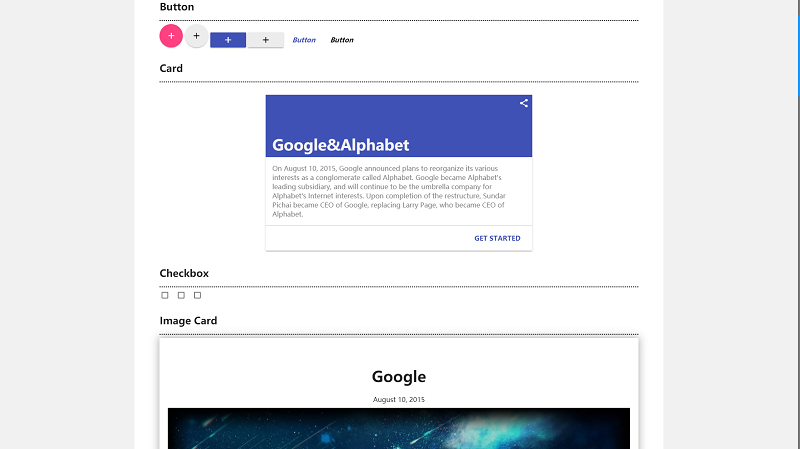 Button
+ + + + Button Button
Card
Google&Alphabet
On August 10, 2015, Google announced plans to reorganize its various
interests as a conglomerate called Alphabet. Google became Alphabet's
leading subsidiary, and will continue to be the umbrella company for
Alphabet's Internet interests. Upon completion of the restructure, Sundar
Pichai became CEO of Google, replacing Larry Page, who became CEO of
Alphabet.
GET STARTED
Checkbox
Image Card
Google
August 10, 2015